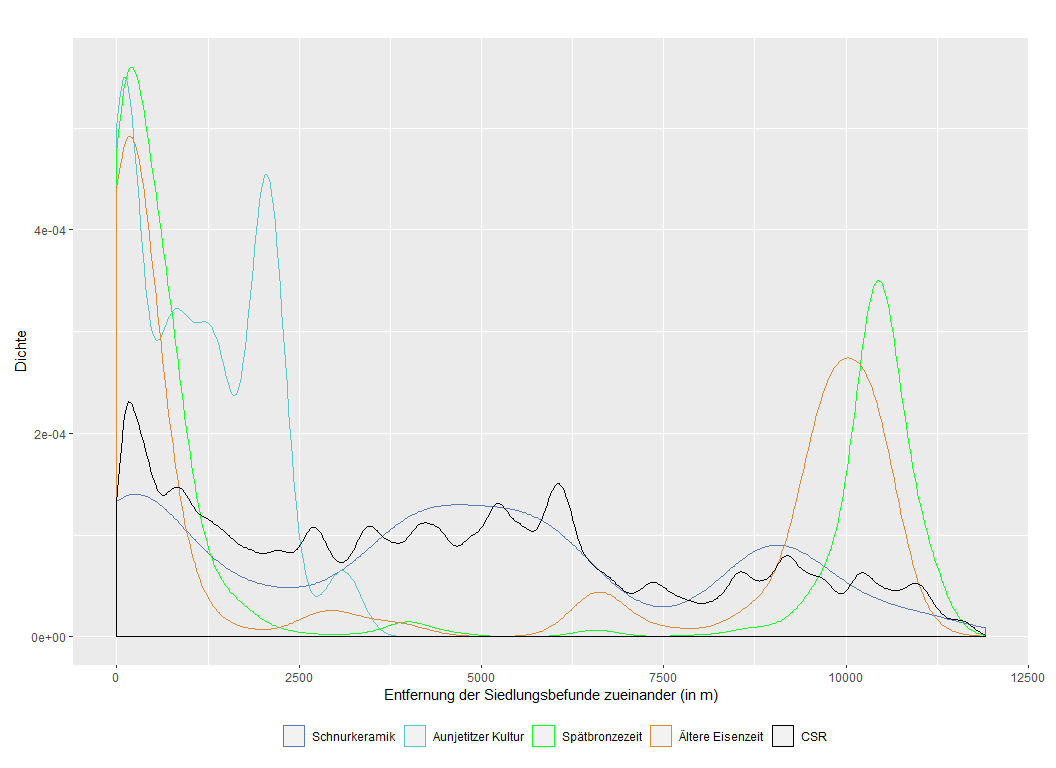 Dichte
4e-04
2e-04
0e+00
0 2500 5000 7500 10000 12500
Entfernung der Siedlungsbefunde zueinander (in m)
Schnurkeramik Aunjetitzer Kultur Spätbronzezeit Ältere Eisenzeit CSR